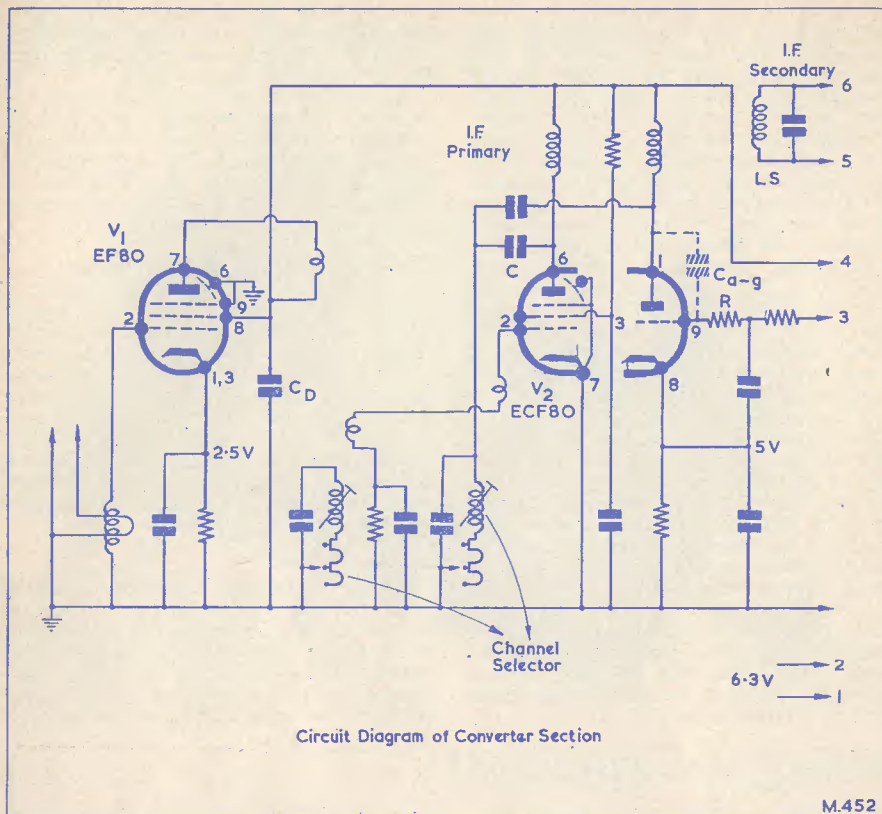 I.F.
Secondary
6
I.F.
Primary
5
L.S
V1
EF80
7
6
C
6
1
4
Ca-g
9
2
8
R
2
3
9
3
1,3
CD
V2
ECF80
7
8
2·5V
5V
Channel
Selector
6·3V
2
1
Circuit Diagram of Converter Section
M.452